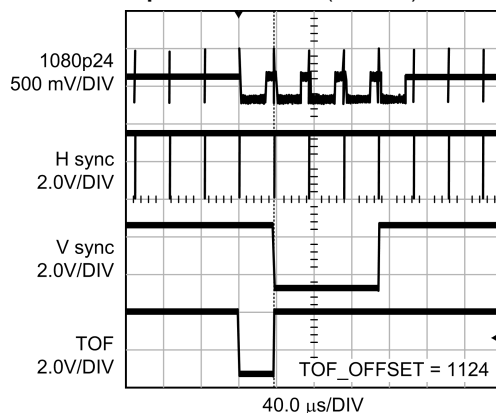 1080p24
500 mV/DIV
H sync
2.0V/DIV
V sync
2.0V/DIV
TOF
2.0V/DIV
TOF_OFFSET = 1124
40.0 μs/DIV